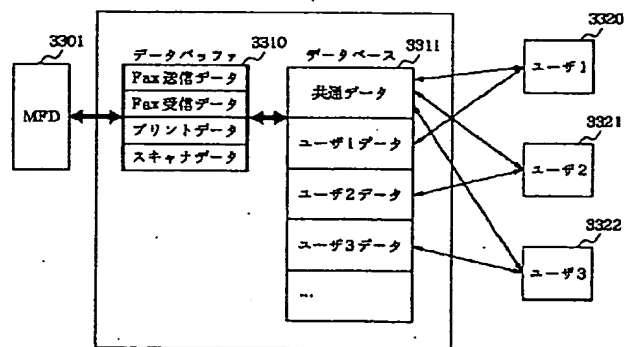 3301
MFD
データバッファ
3310
Fax送信データ
Fax受信データ
プリントデータ
スキャナデータ
データベース
3311
共通データ
ユーザ1データ
ユーザ2データ
ユーザ3データ
…
3320
ユーザ1
3321
ユーザ2
3322
ユーザ3